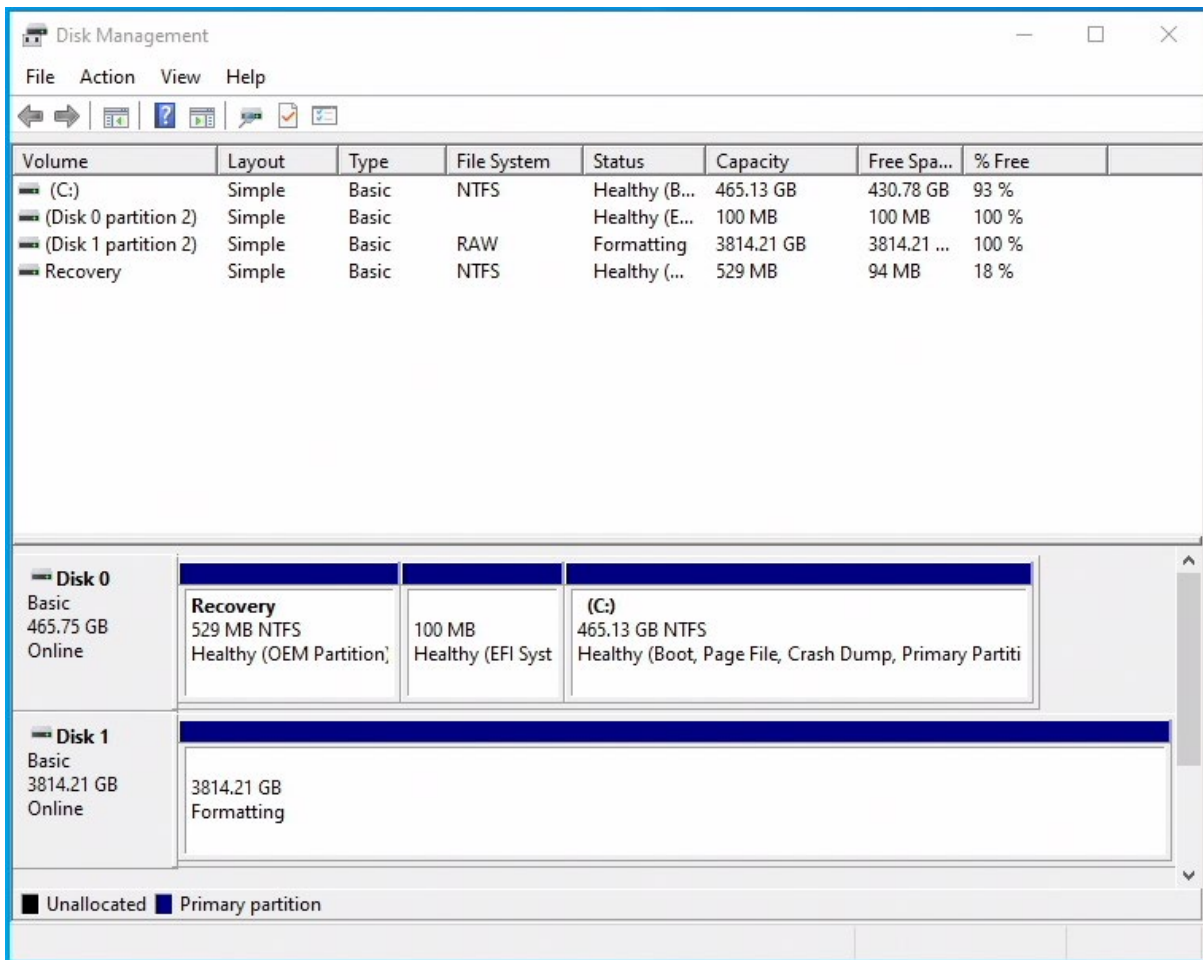 Disk Management
File Action View Help
Volume Layout Type File System Status Capacity Free Spa... % Free
(C:) Simple Basic NTFS Healthy (B... 465.13 GB 430.78 GB 93 %
(Disk 0 partition 2) Simple Basic Healthy (E... 100 MB 100 MB 100 %
(Disk 1 partition 2) Simple Basic RAW Formatting 3814.21 GB 3814.21 ... 100 %
Recovery Simple Basic NTFS Healthy (... 529 MB 94 MB 18 %
Disk 0
Basic
465.75 GB
Online
Recovery
529 MB NTFS
Healthy (OEM Partition)
100 MB
Healthy (EFI Syst
(C:)
465.13 GB NTFS
Healthy (Boot, Page File, Crash Dump, Primary Partiti
Disk 1
Basic
3814.21 GB
Online
3814.21 GB
Formatting
Unallocated Primary partition